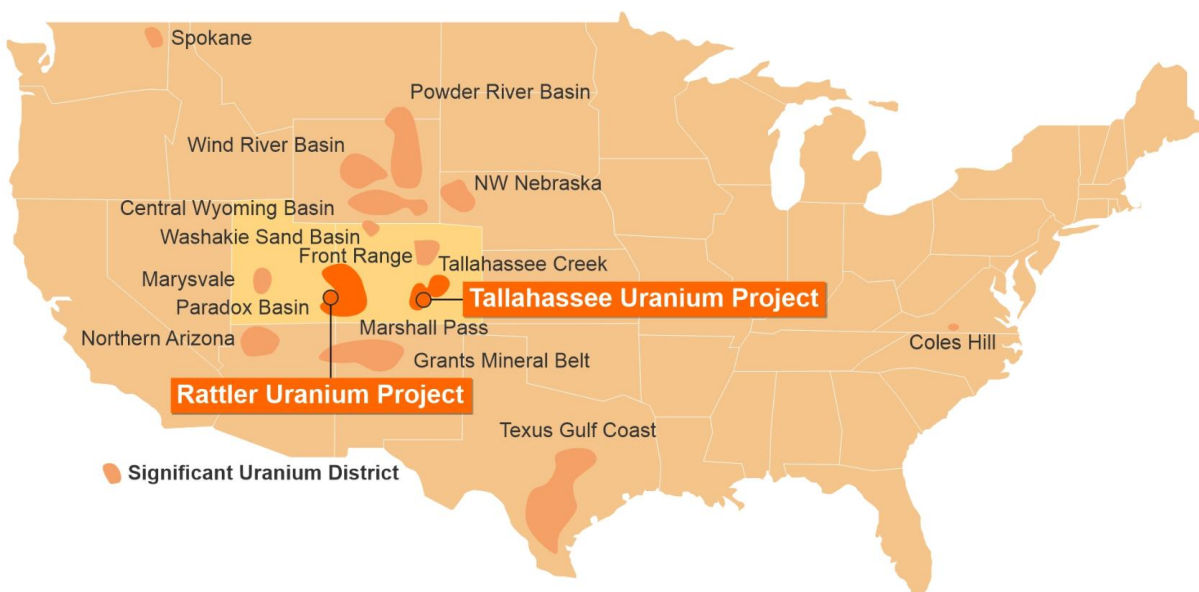 Spokane
Powder River Basin
Wind River Basin
NW Nebraska
Central Wyoming Basin
Washakie Sand Basin
Front Range
Tallahassee Creek
Marysvale
Tallahassee Uranium Project
Paradox Basin
Marshall Pass
Northern Arizona
Coles Hill
Grants Mineral Belt
Rattler Uranium Project
Texus Gulf Coast
Significant Uranium District